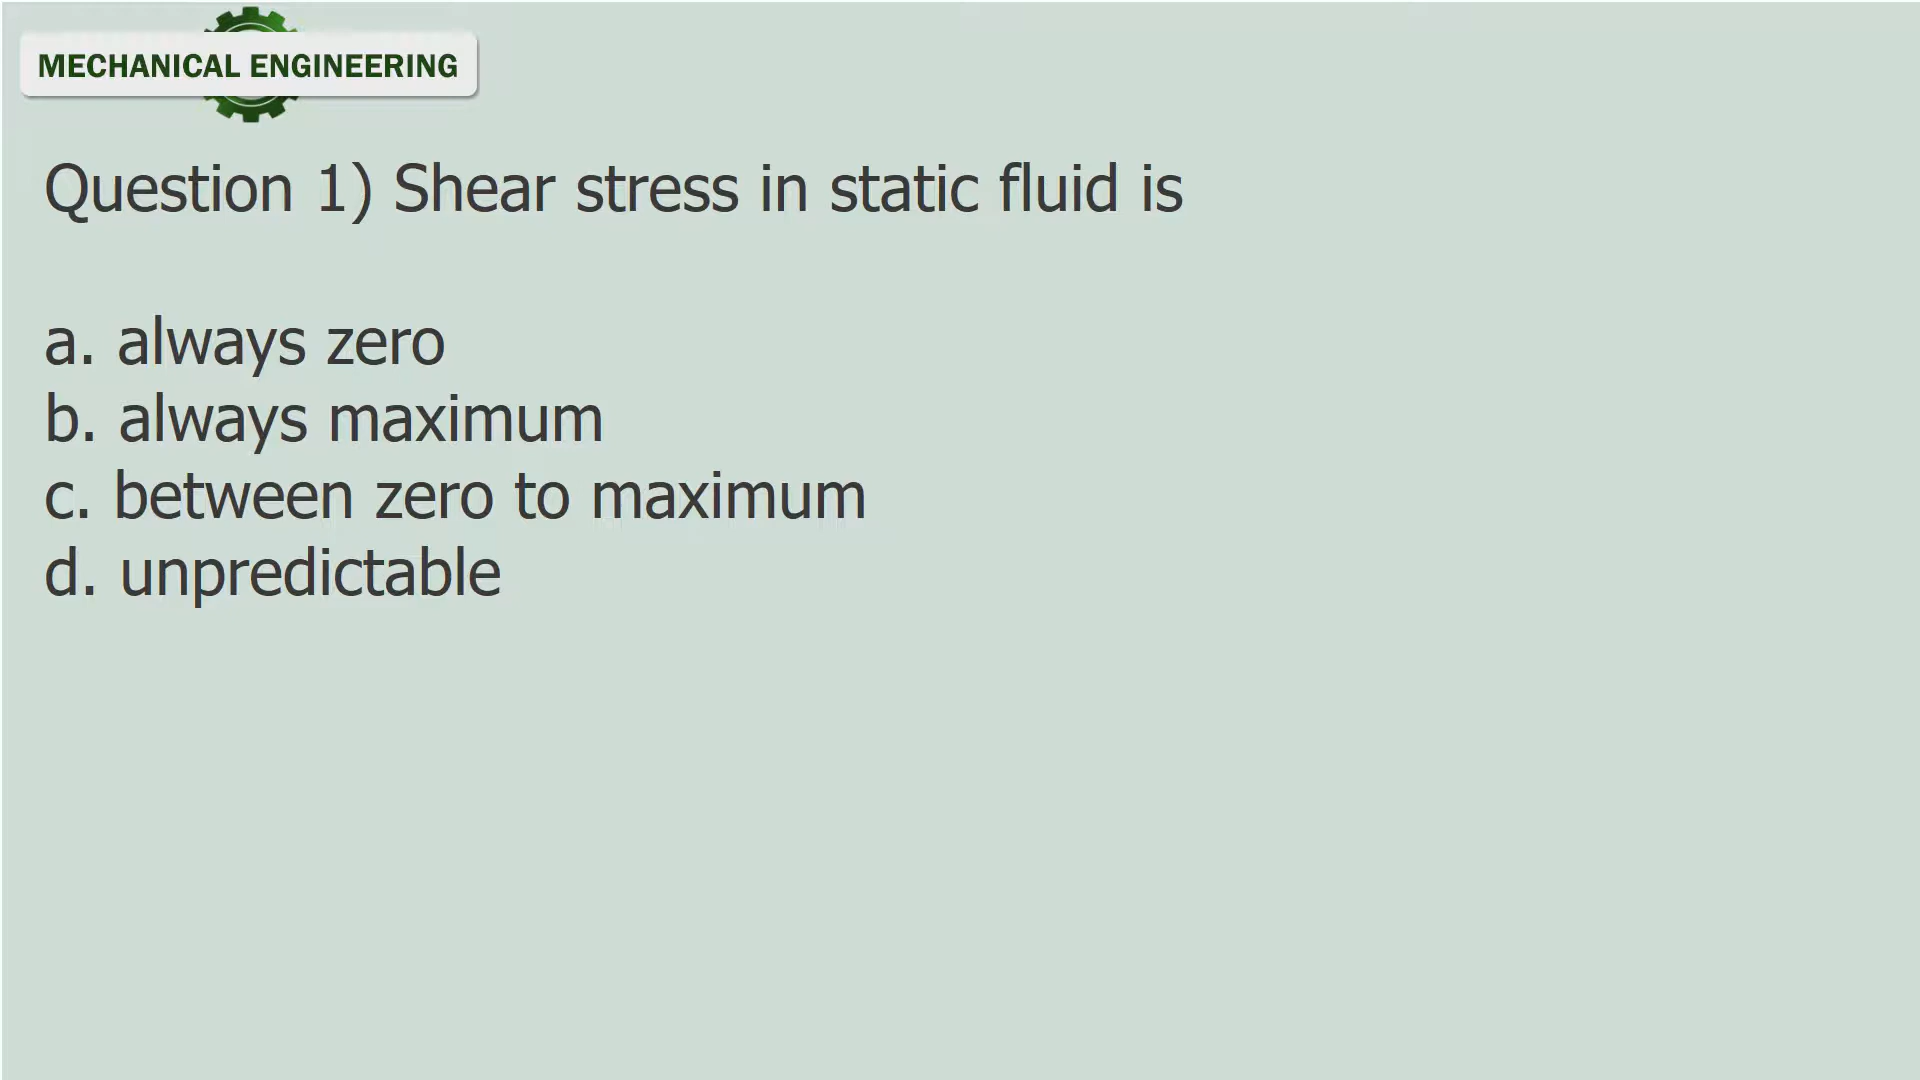 MECHANICAL ENGINEERING
Question 1) Shear stress in static fluid is
a. always zero
b. always maximum
c. between zero to maximum
d. unpredictable